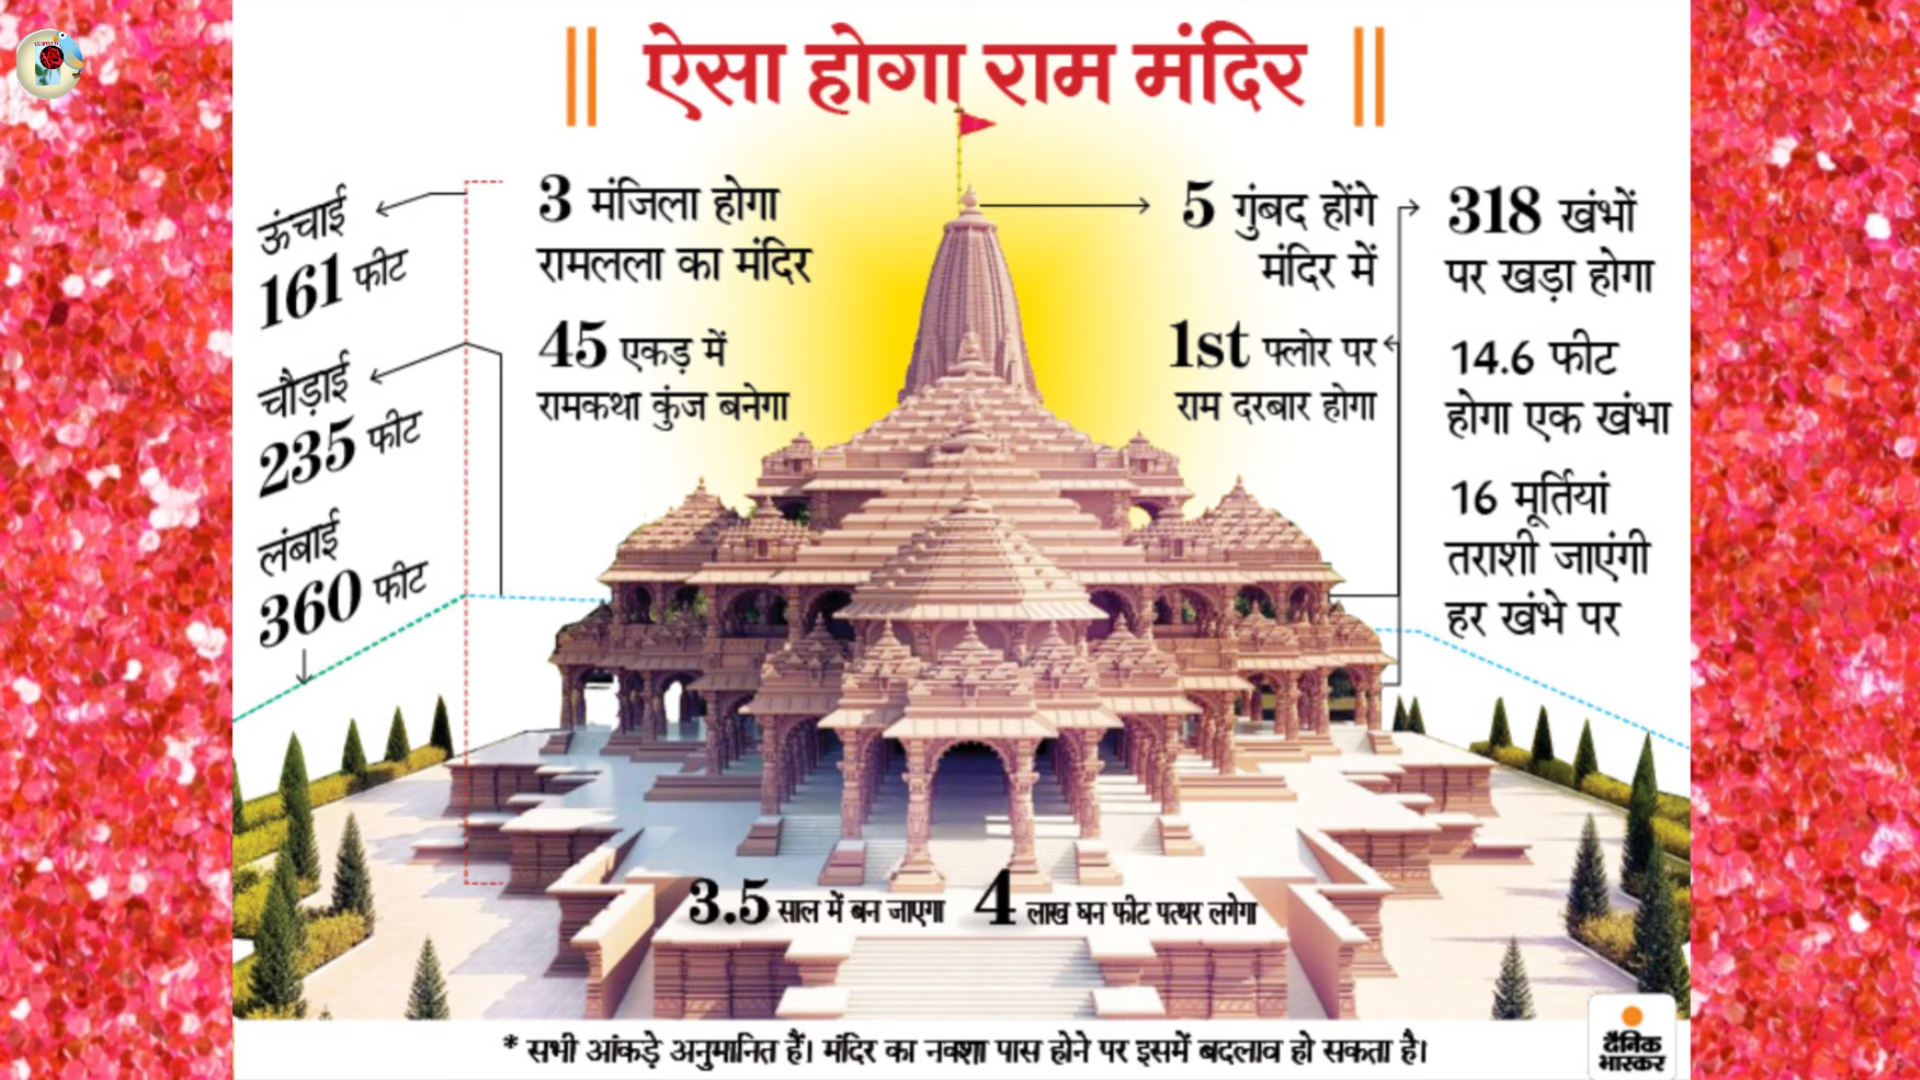 || ऐसा होगा राम मंदिर ||
ऊंचाई
161 फीट
चौड़ाई
235 फीट
लंबाई
360 फीट
3 मंजिला होगा
रामलला का मंदिर
45 एकड़ में
रामकथा कुंज बनेगा
5 गुंबद होंगे
मंदिर में
1st फ्लोर पर
राम दरबार होगा
318 खंभों
पर खड़ा होगा
14.6 फीट
होगा एक खंभा
16 मूर्तियां
तराशी जाएंगी
हर खंभे पर
3.5 साल में बन जाएगा
4 लाख घन फीट पत्थर लगेगा
* सभी आंकड़े अनुमानित हैं। मंदिर का नक्शा पास होने पर इसमें बदलाव हो सकता है।
दैनिक
भास्कर